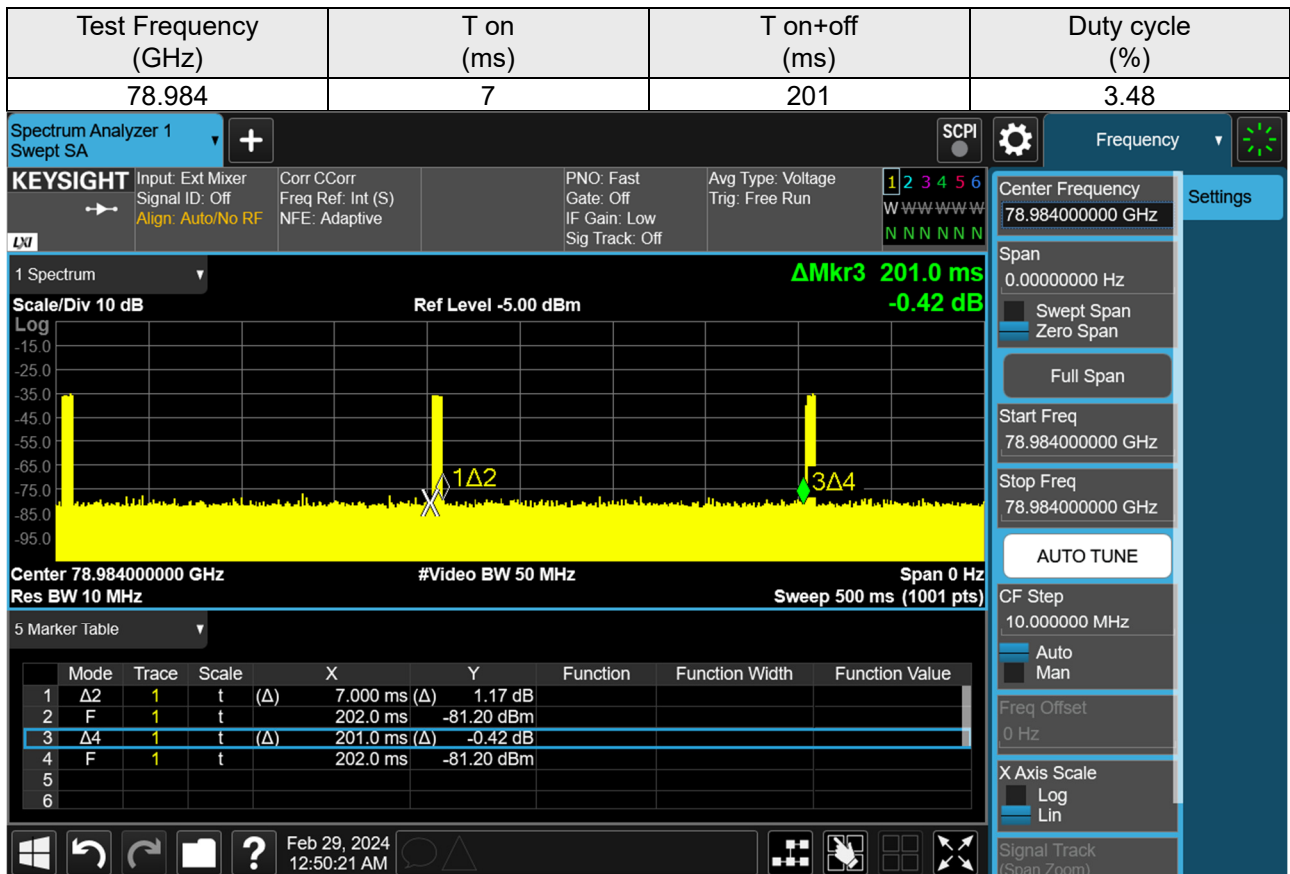 Test Frequency (GHz) T on (ms) T on+off (ms) Duty cycle (%)
78.984 7 201 3.48
Spectrum Analyzer 1
Swept SA
+
SCPI
Frequency
KEYSIGHT
LXI
Input: Ext Mixer
Signal ID: Off
Align: Auto/No RF
Corr CCorr
Freq Ref: Int (S)
NFE: Adaptive
PNO: Fast
Gate: Off
IF Gain: Low
Sig Track: Off
Avg Type: Voltage
Trig: Free Run
1 2 3 4 5 6
W W W W W W
N N N N N N
1 Spectrum
ΔMkr3 201.0 ms
-0.42 dB
Scale/Div 10 dB
Ref Level -5.00 dBm
Log
-15.0
-25.0
-35.0
-45.0
-55.0
-65.0
-75.0
-85.0
-95.0
1Δ2
3Δ4
Center 78.984000000 GHz
#Video BW 50 MHz
Span 0 Hz
Res BW 10 MHz
Sweep 500 ms (1001 pts)
5 Marker Table
Mode Trace Scale X Y Function Function Width Function Value
1 Δ2 1 t (Δ) 7.000 ms (Δ) 1.17 dB
2 F 1 t 202.0 ms -81.20 dBm
3 Δ4 1 t (Δ) 201.0 ms (Δ) -0.42 dB
4 F 1 t 202.0 ms -81.20 dBm
5
6
?
Feb 29, 2024
12:50:21 AM
Center Frequency
78.984000000 GHz
Settings
Span
0.00000000 Hz
Swept Span
Zero Span
Full Span
Start Freq
78.984000000 GHz
Stop Freq
78.984000000 GHz
AUTO TUNE
CF Step
10.000000 MHz
Auto
Man
Freq Offset
0 Hz
X Axis Scale
Log
Lin
Signal Track
(Span Zoom)